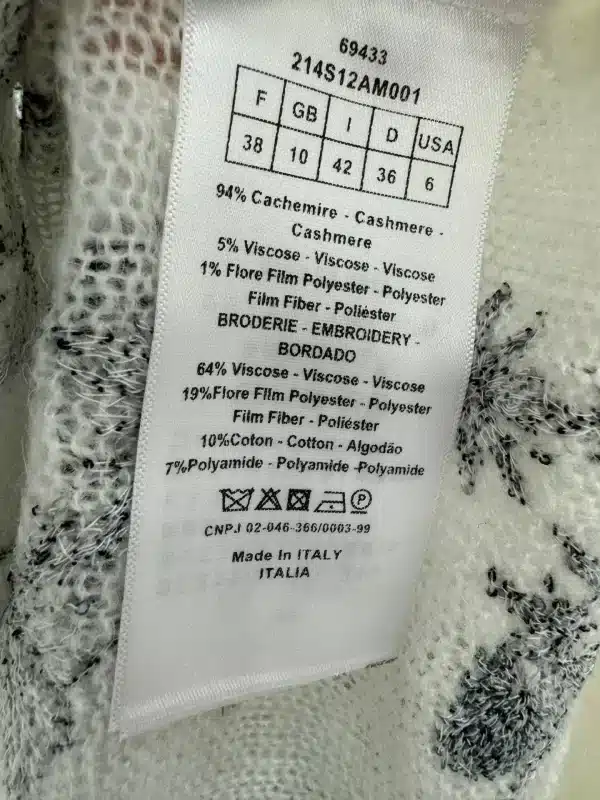 69433
214S12AM001
F GB I D USA
38 10 42 36 6
94% Cachemire - Cashmere -
Cashmere
5% Viscose - Viscose - Viscose
1% Flore Film Polyester - Polyester
Film Fiber - Poliéster
BRODERIE - EMBROIDERY -
BORDADO
64% Viscose - Viscose - Viscose
19%Flore Film Polyester - Polyester
Film Fiber - Poliéster
10%Coton - Cotton - Algodão
7%Polyamide - Polyamide -Polyamide
P
CNPJ 02-046-366/0003-99
Made In ITALY
ITALIA